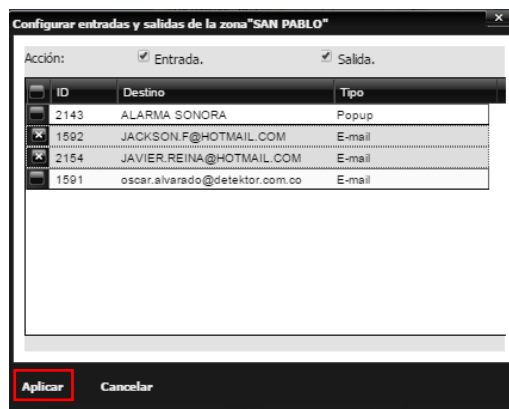 Configurar entradas y salidas de la zona"SAN PABLO"
Acción: Entrada. Salida.
ID Destino Tipo
2143 ALARMA SONORA Popup
1592 JACKSON.F@HOTMAIL.COM E-mail
2154 JAVIER.REINA@HOTMAIL.COM E-mail
1591 oscar.alvarado@detektor.com.co E-mail
Aplicar Cancelar